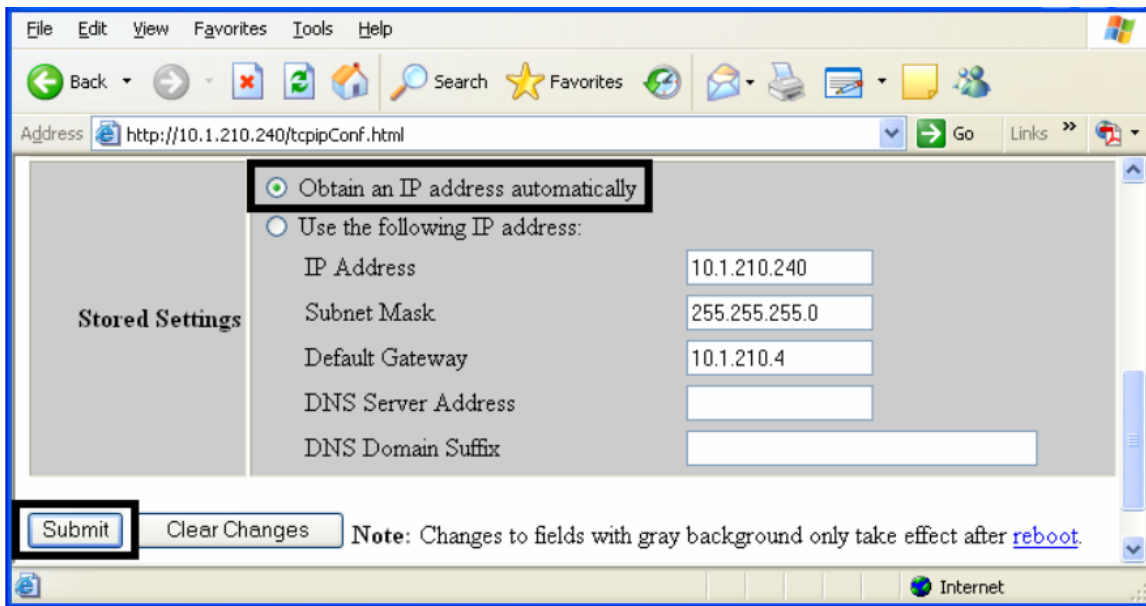 File Edit View Favorites Tools Help
Back Search Favorites
Address http://10.1.210.240/tcpipConf.html Go Links »
Obtain an IP address automatically
Use the following IP address:
IP Address 10.1.210.240
Stored Settings Subnet Mask 255.255.255.0
Default Gateway 10.1.210.4
DNS Server Address
DNS Domain Suffix
Submit Clear Changes Note: Changes to fields with gray background only take effect after reboot.
Internet